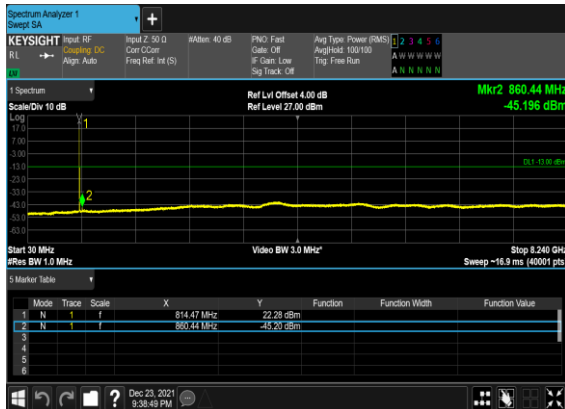 Spectrum Analyzer 1
Swept SA
+
KEYSIGHT Input: RF Input Z: 50 Ω #Atten: 40 dB PNO: Fast Avg Type: Power (RMS) 1 2 3 4 5 6
RL Coupling: DC Corr CCorr Gate: Off Avg|Hold: 100/100 A W W W W W
Align: Auto Freq Ref: Int (S) IF Gain: Low Trig: Free Run
Sig Track: Off A N N N N N
1 Spectrum Ref Lvl Offset 4.00 dB Mkr2 860.44 MHz
Scale/Div 10 dB Ref Level 27.00 dBm -45.196 dBm
Log
17.0
7.00
-3.00
-13.0
-23.0
-33.0
-43.0
-53.0
-63.0
1
2
DL1 -13.00 dBm
Start 30 MHz Video BW 3.0 MHz* Stop 8.240 GHz
#Res BW 1.0 MHz Sweep ~16.9 ms (40001 pts)
5 Marker Table
Mode Trace Scale X Y Function Function Width Function Value
1 N 1 f 814.47 MHz 22.28 dBm
2 N 1 f 860.44 MHz -45.20 dBm
3
4
5
6
? Dec 23, 2021
9:38:49 PM